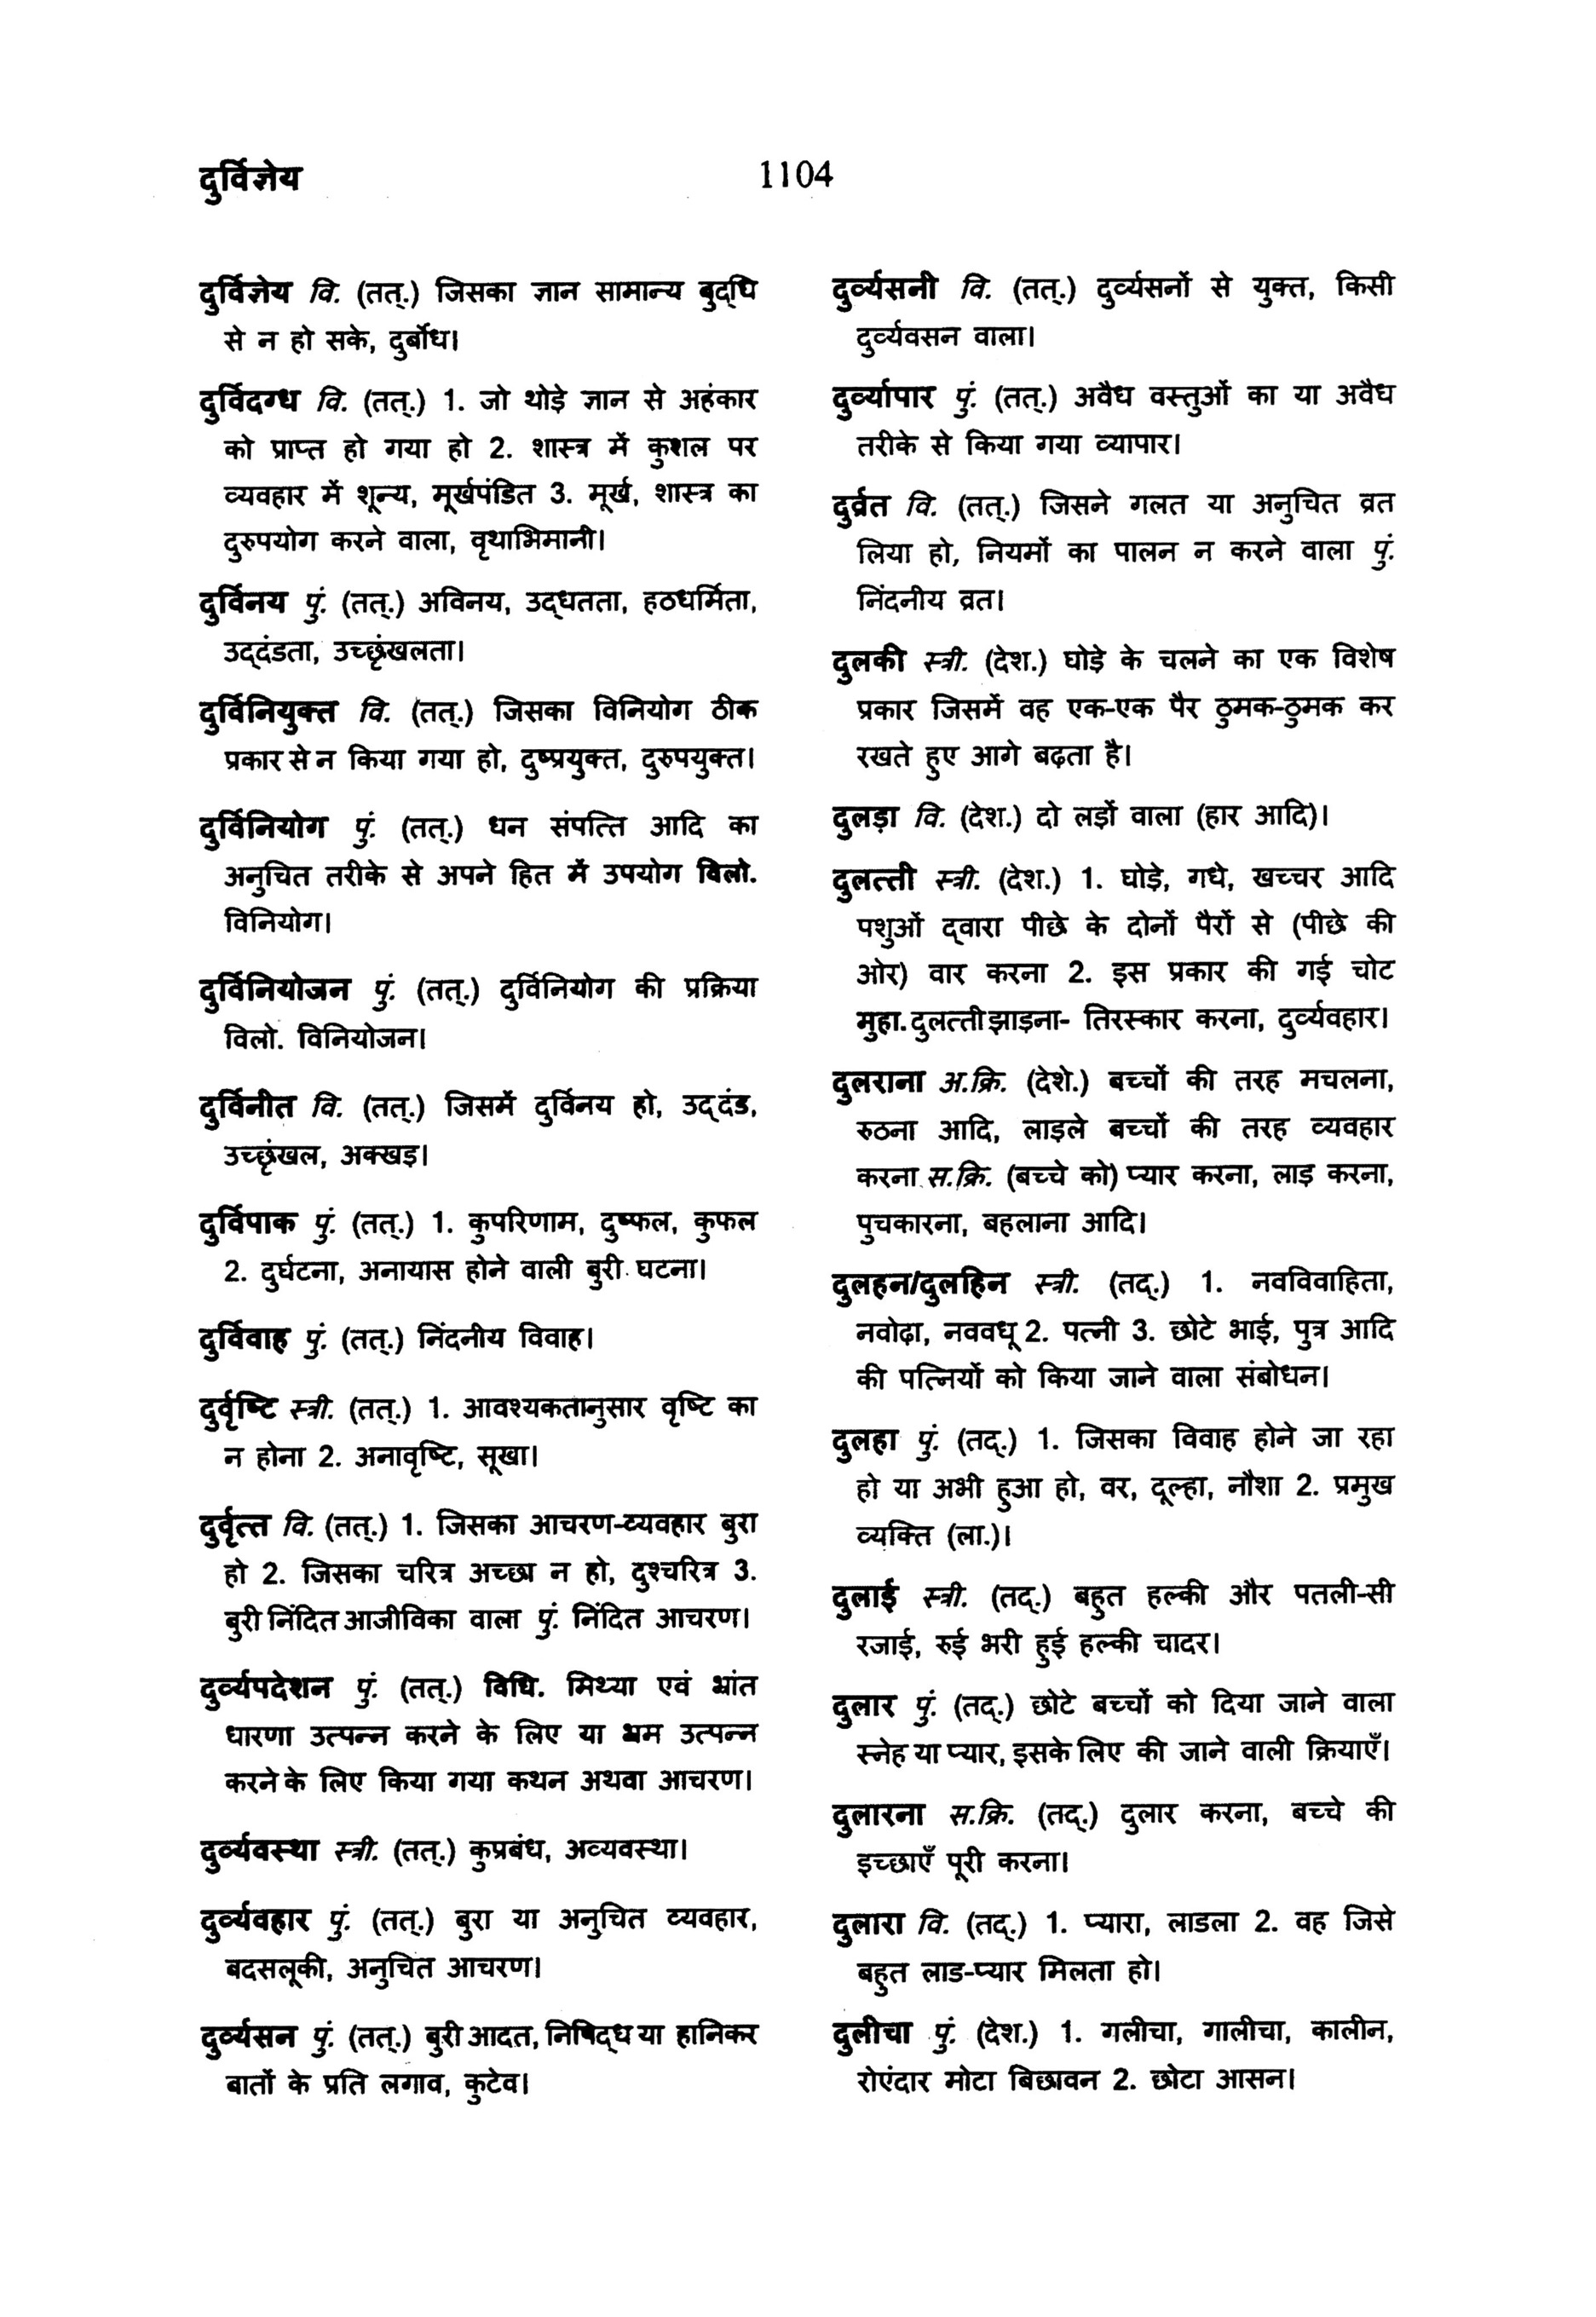 दुर्विज्ञेय
1104
दुर्विज्ञेय वि. (तत्.) जिसका ज्ञान सामान्य बुद्धि
से न हो सके, दुर्बोध।
दुर्विदग्ध वि. (तत्.) 1. जो थोड़े ज्ञान से अहंकार
को प्राप्त हो गया हो 2. शास्त्र में कुशल पर
व्यवहार में शून्य, मूर्खपंडित 3. मूर्ख, शास्त्र का
दुरुपयोग करने वाला, वृथाभिमानी।
दुर्विनय पुं. (तत्.) अविनय, उद्धतता, हठधर्मिता,
उद्दंडता, उच्छृंखलता।
दुर्विनियुक्त वि. (तत्.) जिसका विनियोग ठीक
प्रकार से न किया गया हो, दुष्प्रयुक्त, दुरुपयुक्त।
दुर्विनियोग पुं. (तत्.) धन संपत्ति आदि का
अनुचित तरीके से अपने हित में उपयोग विलो.
विनियोग।
दुर्विनियोजन पुं. (तत्.) दुर्विनियोग की प्रक्रिया
विलो. विनियोजन।
दुर्विनीत वि. (तत्.) जिसमें दुर्विनय हो, उद्दंड,
उच्छृंखल, अक्खड़।
दुर्विपाक पुं. (तत्.) 1. कुपरिणाम, दुष्फल, कुफल
2. दुर्घटना, अनायास होने वाली बुरी घटना।
दुर्विवाह पुं. (तत्.) निंदनीय विवाह।
दुर्वृष्टि स्त्री. (तत्.) 1. आवश्यकतानुसार वृष्टि का
न होना 2. अनावृष्टि, सूखा।
दुर्वृत्त वि. (तत्.) 1. जिसका आचरण-व्यवहार बुरा
हो 2. जिसका चरित्र अच्छा न हो, दुश्चरित्र 3.
बुरी निंदित आजीविका वाला पुं. निंदित आचरण।
दुर्व्यपदेशन पुं. (तत्.) विधि. मिथ्या एवं भ्रांत
धारणा उत्पन्न करने के लिए या भ्रम उत्पन्न
करने के लिए किया गया कथन अथवा आचरण।
दुर्व्यवस्था स्त्री. (तत्.) कुप्रबंध, अव्यवस्था।
दुर्व्यवहार पुं. (तत्.) बुरा या अनुचित व्यवहार,
बदसलूकी, अनुचित आचरण।
दुर्व्यसन पुं. (तत्.) बुरी आदत, निषिद्ध या हानिकर
बातों के प्रति लगाव, कुटेव।
दुर्व्यसनी वि. (तत्.) दुर्व्यसनों से युक्त, किसी
दुर्व्यवसन वाला।
दुर्व्यापार पुं. (तत्.) अवैध वस्तुओं का या अवैध
तरीके से किया गया व्यापार।
दुर्व्रत वि. (तत्.) जिसने गलत या अनुचित व्रत
लिया हो, नियमों का पालन न करने वाला पुं.
निंदनीय व्रत।
दुलकी स्त्री. (देश.) घोड़े के चलने का एक विशेष
प्रकार जिसमें वह एक-एक पैर ठुमक-ठुमक कर
रखते हुए आगे बढ़ता है।
दुलड़ा वि. (देश.) दो लड़ों वाला (हार आदि)।
दुलत्ती स्त्री. (देश.) 1. घोड़े, गधे, खच्चर आदि
पशुओं द्वारा पीछे के दोनों पैरों से (पीछे की
ओर) वार करना 2. इस प्रकार की गई चोट
मुहा. दुलत्ती झाड़ना- तिरस्कार करना, दुर्व्यवहार।
दुलराना अ.क्रि. (देशे.) बच्चों की तरह मचलना,
रुठना आदि, लाड़ले बच्चों की तरह व्यवहार
करना स.क्रि. (बच्चे को) प्यार करना, लाड़ करना,
पुचकारना, बहलाना आदि।
दुलहन/दुलहिन स्त्री. (तद्.) 1. नवविवाहिता,
नवोढ़ा, नववधू 2. पत्नी 3. छोटे भाई, पुत्र आदि
की पत्नियों को किया जाने वाला संबोधन।
दुलहा पुं. (तद्.) 1. जिसका विवाह होने जा रहा
हो या अभी हुआ हो, वर, दूल्हा, नौशा 2. प्रमुख
व्यक्ति (ला.)।
दुलाई स्त्री. (तद्.) बहुत हल्की और पतली-सी
रजाई, रुई भरी हुई हल्की चादर।
दुलार पुं. (तद्.) छोटे बच्चों को दिया जाने वाला
स्नेह या प्यार, इसके लिए की जाने वाली क्रियाएँ।
दुलारना स.क्रि. (तद्.) दुलार करना, बच्चे की
इच्छाएँ पूरी करना।
दुलारा वि. (तद्.) 1. प्यारा, लाडला 2. वह जिसे
बहुत लाड-प्यार मिलता हो।
दुलीचा पुं. (देश.) 1. गलीचा, गालीचा, कालीन,
रोएंदार मोटा बिछावन 2. छोटा आसन।